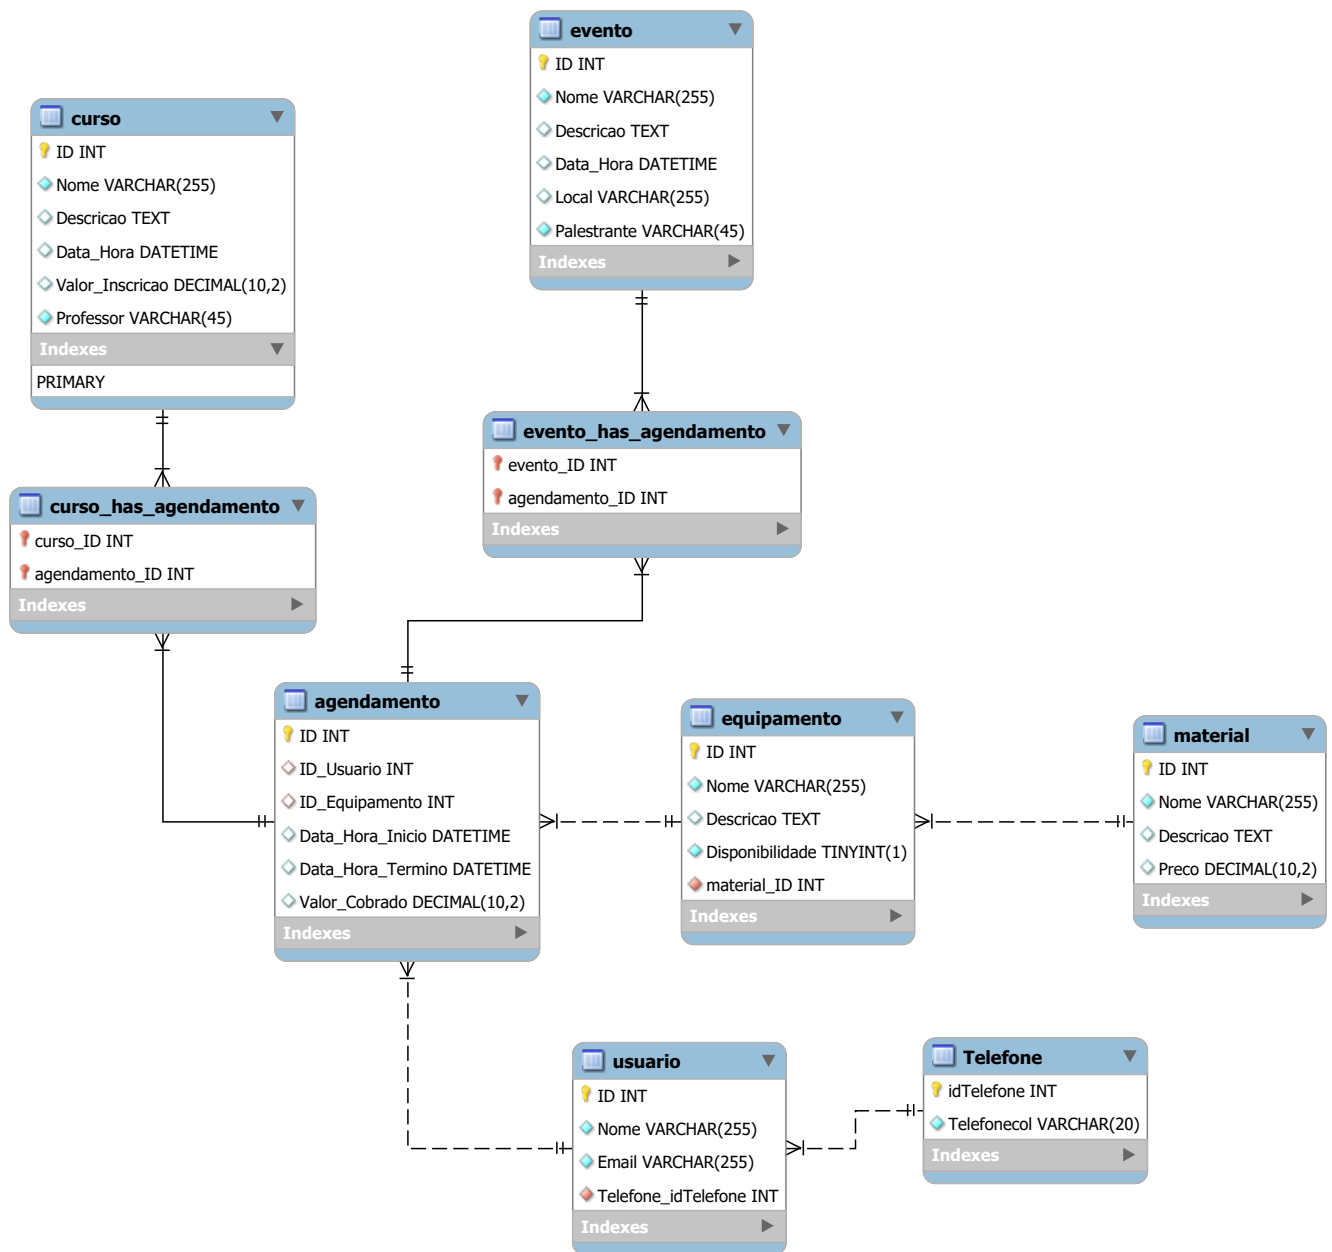 evento
ID INT
Nome VARCHAR(255)
Descricao TEXT
Data_Hora DATETIME
Local VARCHAR(255)
Palestrante VARCHAR(45)
Indexes
curso
ID INT
Nome VARCHAR(255)
Descricao TEXT
Data_Hora DATETIME
Valor_Inscricao DECIMAL(10,2)
Professor VARCHAR(45)
Indexes
PRIMARY
evento_has_agendamento
evento_ID INT
agendamento_ID INT
Indexes
curso_has_agendamento
curso_ID INT
agendamento_ID INT
Indexes
agendamento
ID INT
ID_Usuario INT
ID_Equipamento INT
Data_Hora_Inicio DATETIME
Data_Hora_Termino DATETIME
Valor_Cobrado DECIMAL(10,2)
Indexes
equipamento
ID INT
Nome VARCHAR(255)
Descricao TEXT
Disponibilidade TINYINT(1)
material_ID INT
Indexes
material
ID INT
Nome VARCHAR(255)
Descricao TEXT
Preco DECIMAL(10,2)
Indexes
usuario
ID INT
Nome VARCHAR(255)
Email VARCHAR(255)
Telefone_idTelefone INT
Indexes
Telefone
idTelefone INT
Telefonecol VARCHAR(20)
Indexes